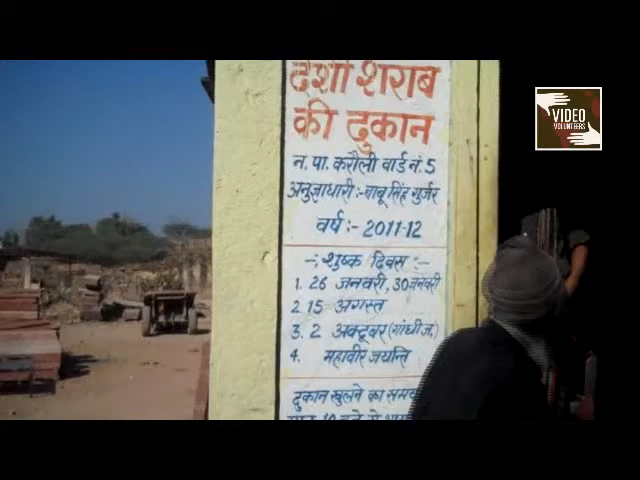 देशी शराब
की दुकान
न. पा. करौली वार्ड नं. 5
अनुज्ञाधारी :- बाबू सिंह गुर्जर
वर्ष :- 2011-12
-: शुष्क दिवस :-
1. 26 जनवरी, 30 जनवरी
2 15 अगस्त
3. 2 अक्टूबर (गांधी ज.)
4. महावीर जयन्ति
दुकान खुलने का समय
VIDEO
VOLUNTEERS